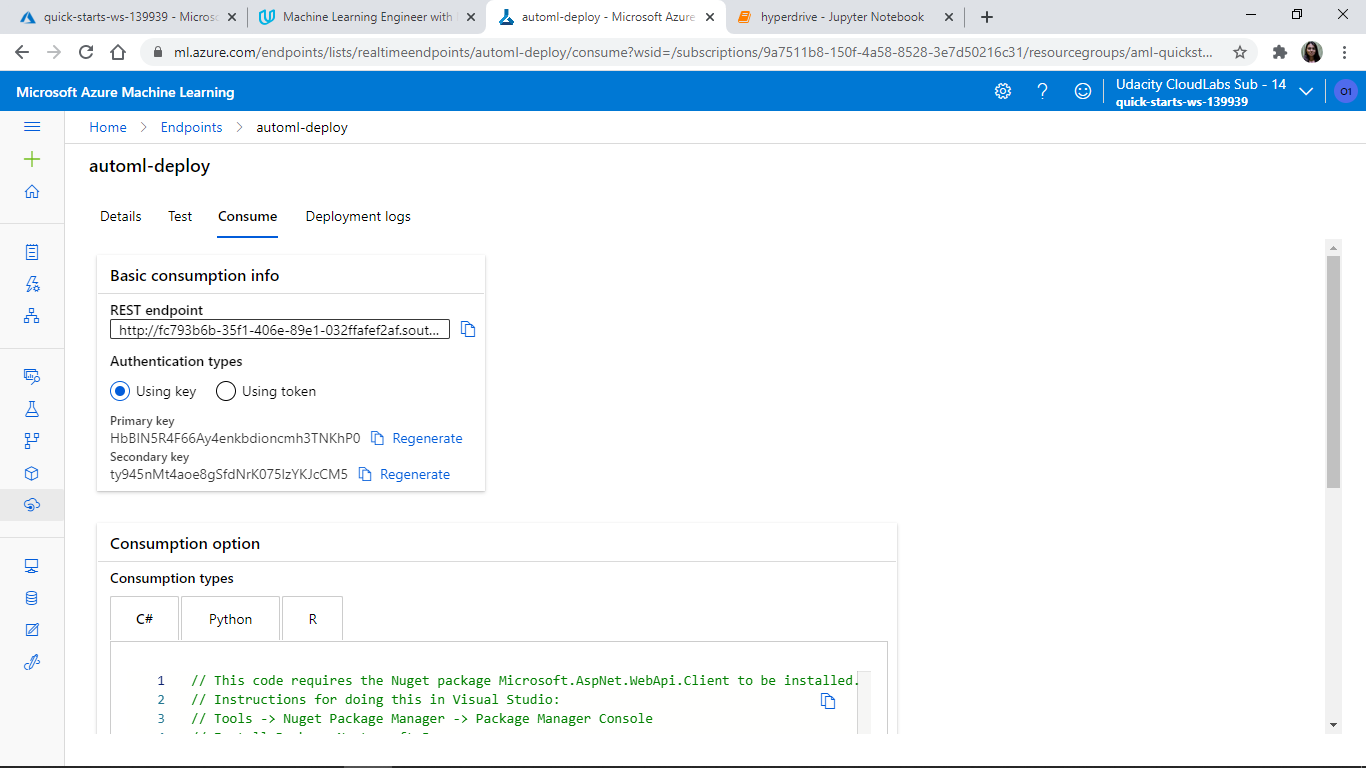 quick-starts-ws-139939 - Microso
Machine Learning Engineer with
automl-deploy - Microsoft Azure
hyperdrive - Jupyter Notebook
ml.azure.com/endpoints/lists/realtimeendpoints/automl-deploy/consume?wsid=/subscriptions/9a7511b8-150f-4a58-8528-3e7d50216c31/resourcegroups/aml-quickst...
Microsoft Azure Machine Learning
Udacity CloudLabs Sub - 14
quick-starts-ws-139939
O1
Home > Endpoints > automl-deploy
automl-deploy
Details Test Consume Deployment logs
Basic consumption info
REST endpoint
http://fc793b6b-35f1-406e-89e1-032ffafef2af.sout...
Authentication types
Using key Using token
Primary key
HbBIN5R4F66Ay4enkbdioncmh3TNKhP0 Regenerate
Secondary key
ty945nMt4aoe8gSfdNrK075IzYKJcCM5 Regenerate
Consumption option
Consumption types
C# Python R
1 // This code requires the Nuget package Microsoft.AspNet.WebApi.Client to be installed.
2 // Instructions for doing this in Visual Studio:
3 // Tools -> Nuget Package Manager -> Package Manager Console